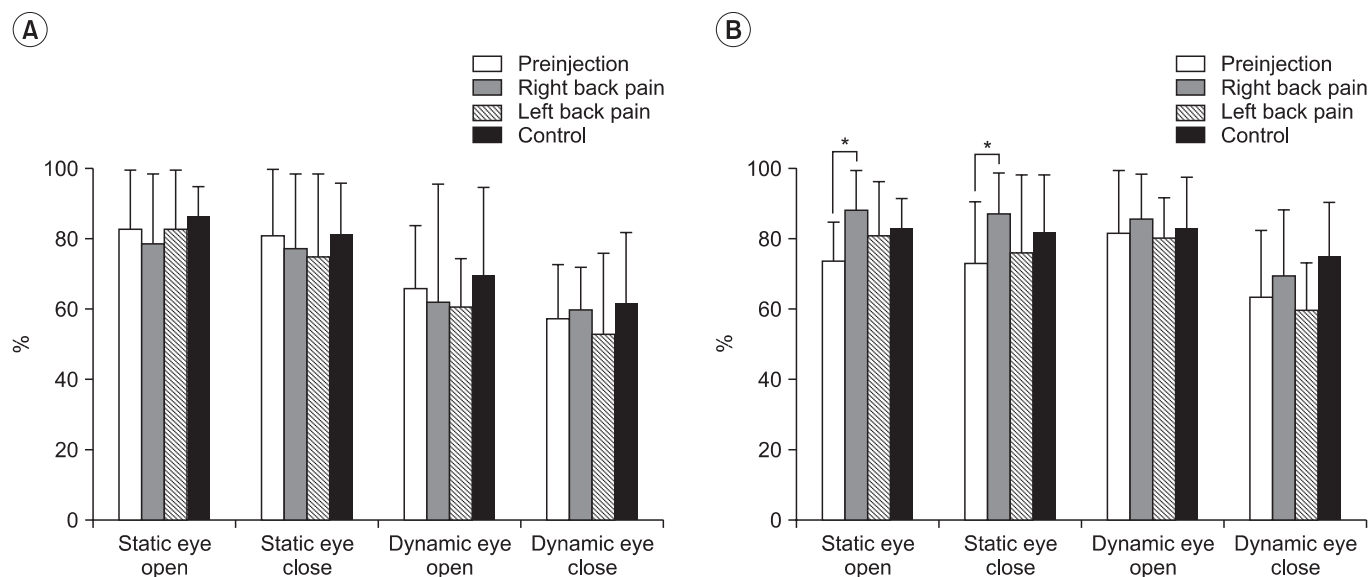 A
Preinjection
Right back pain
Left back pain
Control
100
80
60
40
20
0
%
Static eye
open
Static eye
close
Dynamic eye
open
Dynamic eye
close
B
Preinjection
Right back pain
Left back pain
Control
*
*
100
80
60
40
20
0
%
Static eye
open
Static eye
close
Dynamic eye
open
Dynamic eye
close